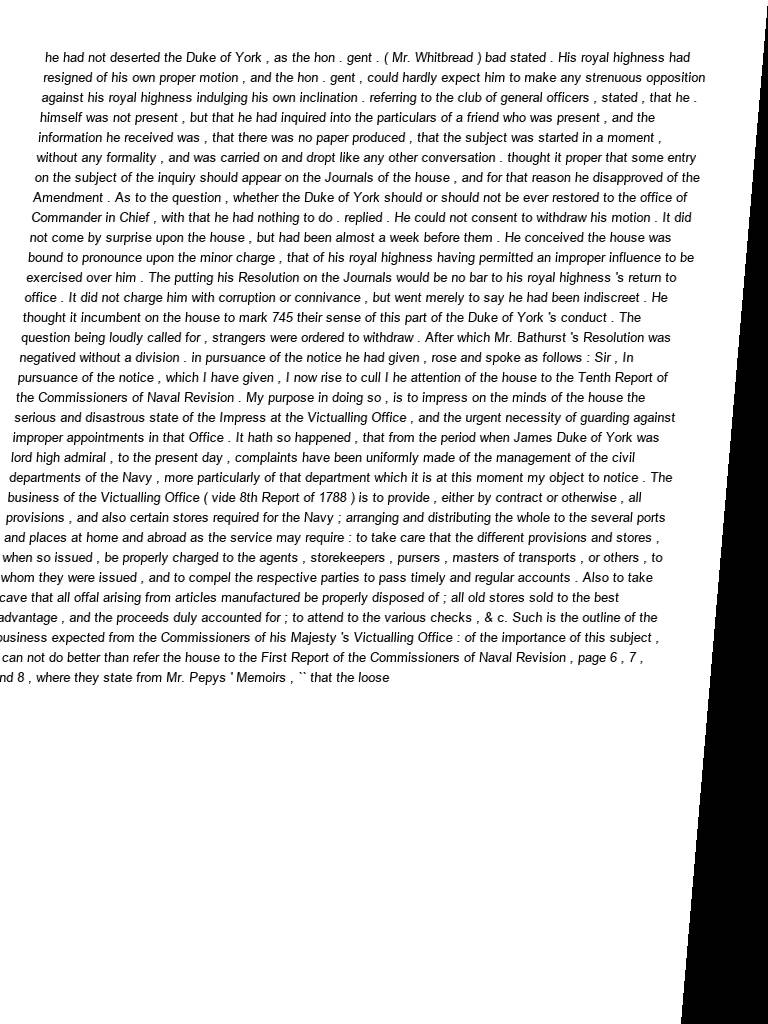 he had not deserted the Duke of York , as the hon . gent . ( Mr. Whitbread ) bad stated . His royal highness had
resigned of his own proper motion , and the hon . gent , could hardly expect him to make any strenuous opposition
against his royal highness indulging his own inclination . referring to the club of general officers , stated , that he .
himself was not present , but that he had inquired into the particulars of a friend who was present , and the
information he received was , that there was no paper produced , that the subject was started in a moment ,
without any formality , and was carried on and dropt like any other conversation . thought it proper that some entry
on the subject of the inquiry should appear on the Journals of the house , and for that reason he disapproved of the
Amendment . As to the question , whether the Duke of York should or should not be ever restored to the office of
Commander in Chief , with that he had nothing to do . replied . He could not consent to withdraw his motion . It did
not come by surprise upon the house , but had been almost a week before them . He conceived the house was
bound to pronounce upon the minor charge , that of his royal highness having permitted an improper influence to be
exercised over him . The putting his Resolution on the Journals would be no bar to his royal highness 's return to
office . It did not charge him with corruption or connivance , but went merely to say he had been indiscreet . He
thought it incumbent on the house to mark 745 their sense of this part of the Duke of York 's conduct . The
question being loudly called for , strangers were ordered to withdraw . After which Mr. Bathurst 's Resolution was
negatived without a division . in pursuance of the notice he had given , rose and spoke as follows : Sir , In
pursuance of the notice , which I have given , I now rise to cull I he attention of the house to the Tenth Report of
the Commissioners of Naval Revision . My purpose in doing so , is to impress on the minds of the house the
serious and disastrous state of the Impress at the Victualling Office , and the urgent necessity of guarding against
improper appointments in that Office . It hath so happened , that from the period when James Duke of York was
lord high admiral , to the present day , complaints have been uniformly made of the management of the civil
departments of the Navy , more particularly of that department which it is at this moment my object to notice . The
business of the Victualling Office ( vide 8th Report of 1788 ) is to provide , either by contract or otherwise , all
provisions , and also certain stores required for the Navy ; arranging and distributing the whole to the several ports
and places at home and abroad as the service may require : to take care that the different provisions and stores ,
when so issued , be properly charged to the agents , storekeepers , pursers , masters of transports , or others , to
whom they were issued , and to compel the respective parties to pass timely and regular accounts . Also to take
cave that all offal arising from articles manufactured be properly disposed of ; all old stores sold to the best
advantage , and the proceeds duly accounted for ; to attend to the various checks , & c. Such is the outline of the
business expected from the Commissioners of his Majesty 's Victualling Office : of the importance of this subject ,
can not do better than refer the house to the First Report of the Commissioners of Naval Revision , page 6 , 7 ,
nd 8 , where they state from Mr. Pepys ' Memoirs , `` that the loose